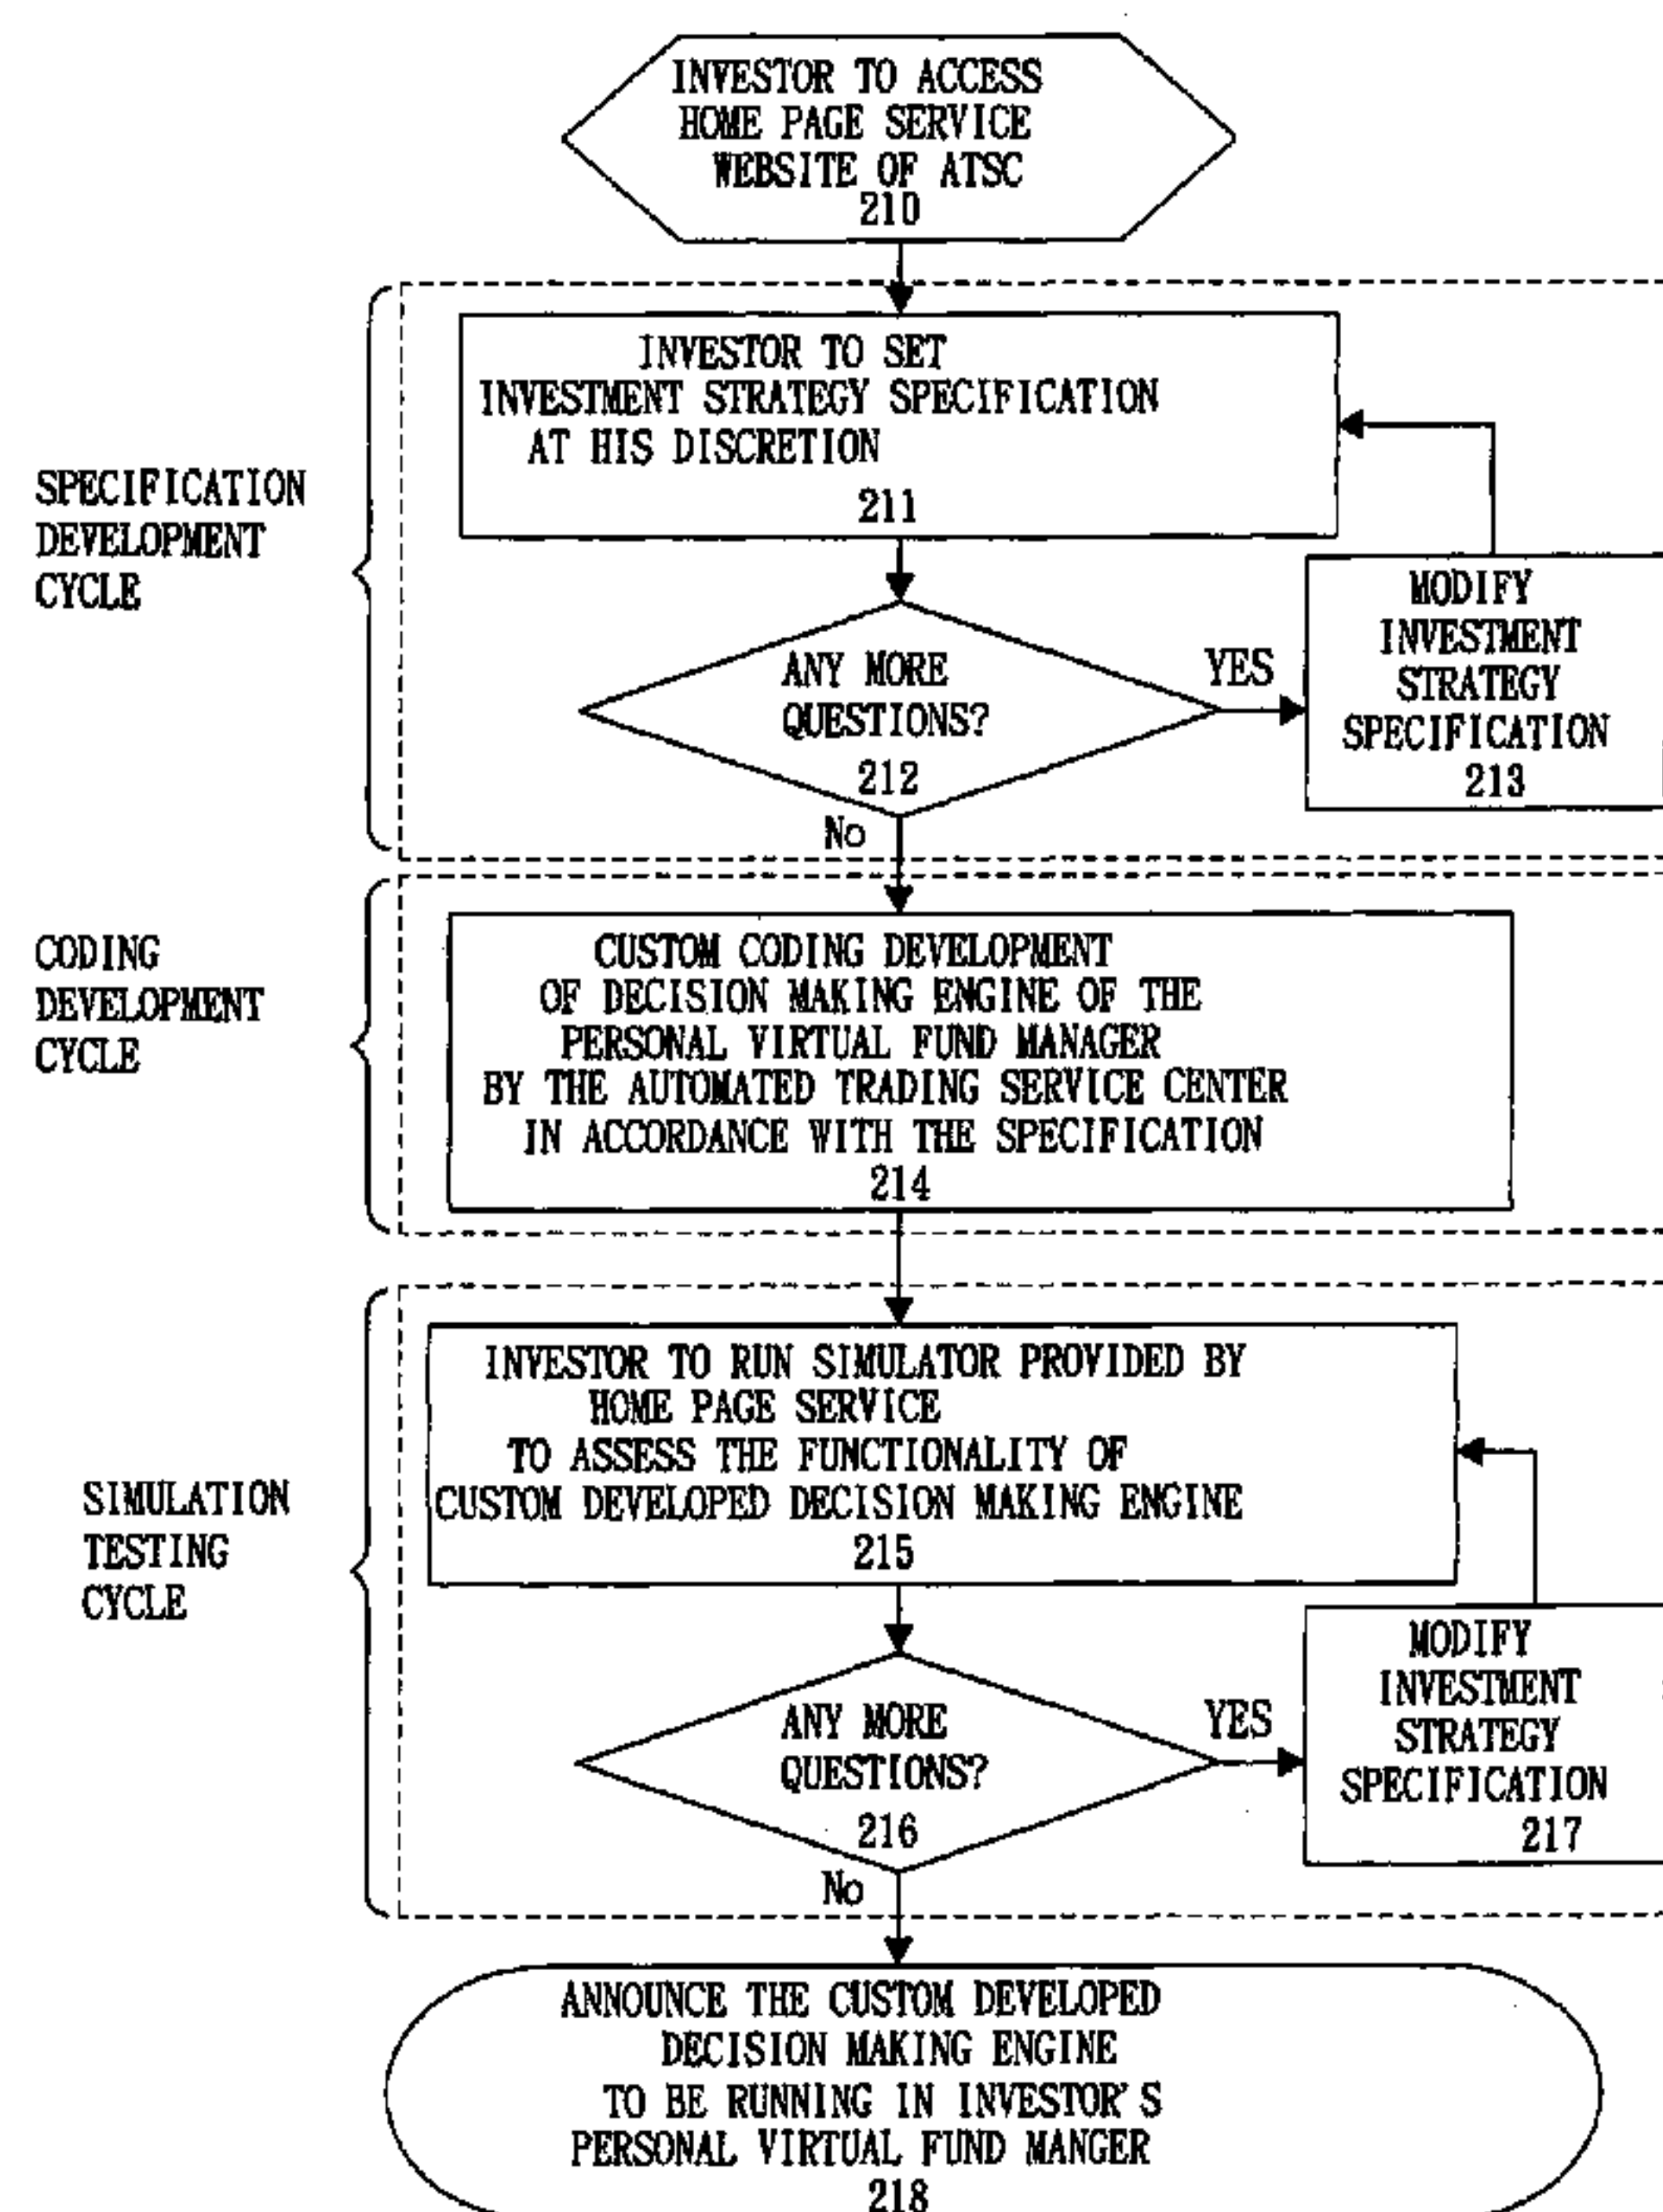 INVESTOR TO ACCESS
HOME PAGE SERVICE
WEBSITE OF ATSC
210
SPECIFICATION
DEVELOPMENT
CYCLE
INVESTOR TO SET
INVESTMENT STRATEGY SPECIFICATION
AT HIS DISCRETION
211
ANY MORE
QUESTIONS?
212
YES
No
MODIFY
INVESTMENT
STRATEGY
SPECIFICATION
213
CODING
DEVELOPMENT
CYCLE
CUSTOM CODING DEVELOPMENT
OF DECISION MAKING ENGINE OF THE
PERSONAL VIRTUAL FUND MANAGER
BY THE AUTOMATED TRADING SERVICE CENTER
IN ACCORDANCE WITH THE SPECIFICATION
214
SIMULATION
TESTING
CYCLE
INVESTOR TO RUN SIMULATOR PROVIDED BY
HOME PAGE SERVICE
TO ASSESS THE FUNCTIONALITY OF
CUSTOM DEVELOPED DECISION MAKING ENGINE
215
ANY MORE
QUESTIONS?
216
YES
No
MODIFY
INVESTMENT
STRATEGY
SPECIFICATION
217
ANNOUNCE THE CUSTOM DEVELOPED
DECISION MAKING ENGINE
TO BE RUNNING IN INVESTOR'S
PERSONAL VIRTUAL FUND MANGER
218